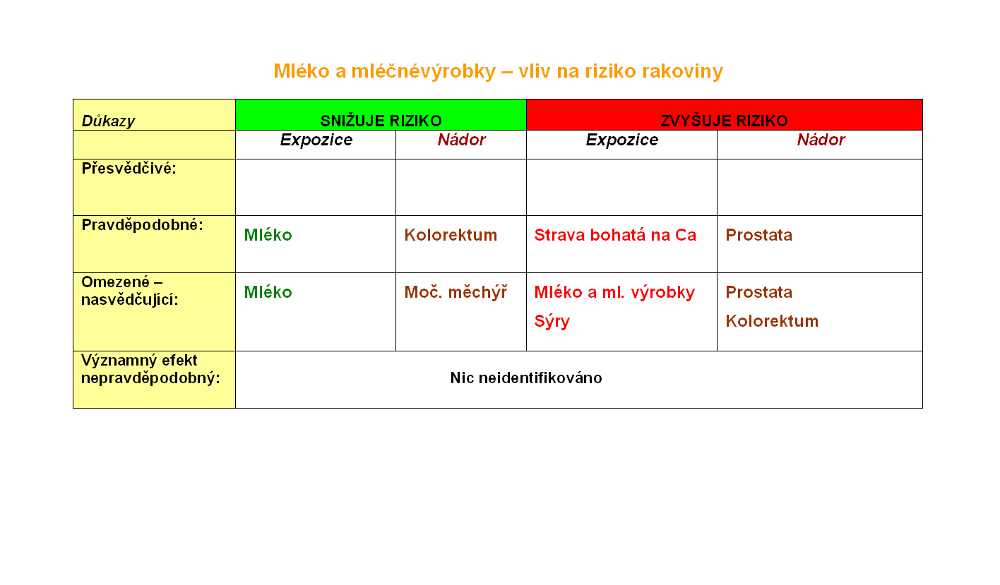 Mléko a mléčnévýrobky – vliv na riziko rakoviny
Důkazy SNIŽUJE RIZIKO ZVYŠUJE RIZIKO
Expozice Nádor Expozice Nádor
Přesvědčivé:
Pravděpodobné:
Mléko Kolorektum Strava bohatá na Ca Prostata
Omezené –
nasvědčující:
Mléko Moč. měchýř Mléko a ml. výrobky Prostata
Sýry Kolorektum
Významný efekt
nepravděpodobný:
Nic neidentifikováno